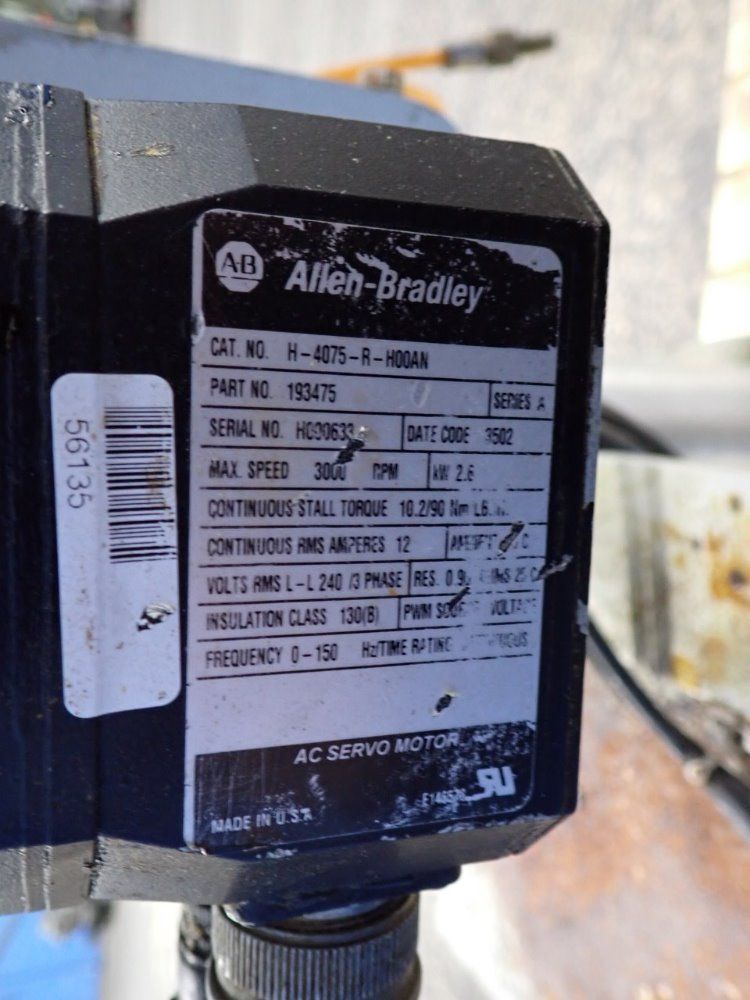 A-B Allen-Bradley
CAT. NO. H-4075-R-H00AN
PART NO. 193475 SERIES A
SERIAL NO. DATE CODE
MAX. SPEED 3000 RPM kW 2.6
CONTINUOUS STALL TORQUE 10.2/90 Nm
CONTINUOUS RMS AMPERES 12
VOLTS RMS L-L 240 /3 PHASE RES.
INSULATION CLASS 130(B) PWM
FREQUENCY 0-150 Hz/TIME RATING
AC SERVO MOTOR
MADE IN U.S.A
56135